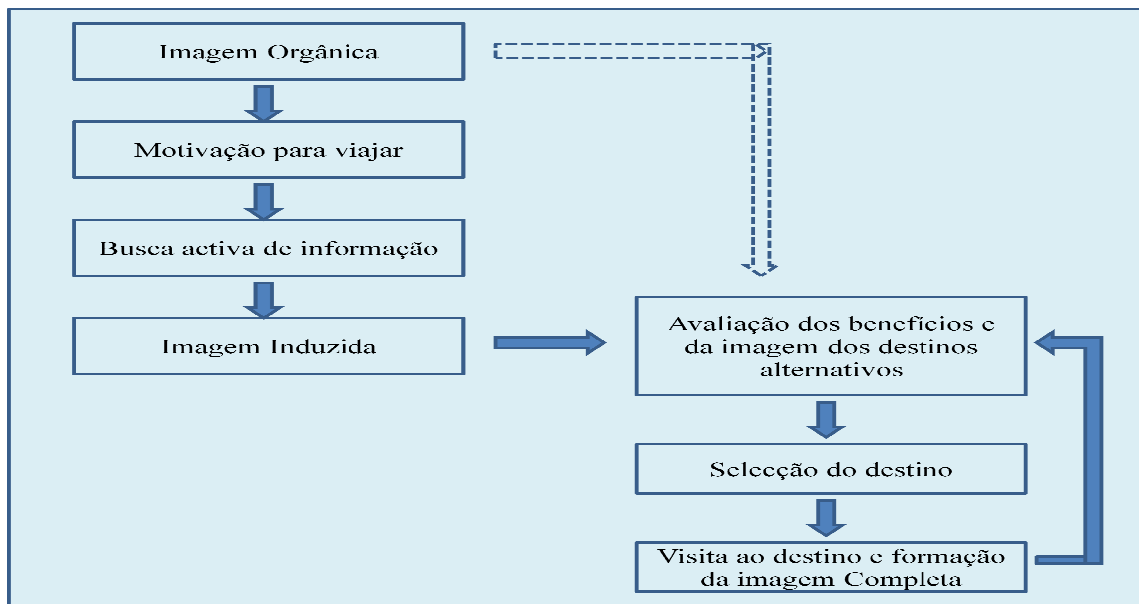 Imagem Orgânica
Motivação para viajar
Busca activa de informação
Imagem Induzida
Avaliação dos benefícios e
da imagem dos destinos
alternativos
Selecção do destino
Visita ao destino e formação
da imagem Completa